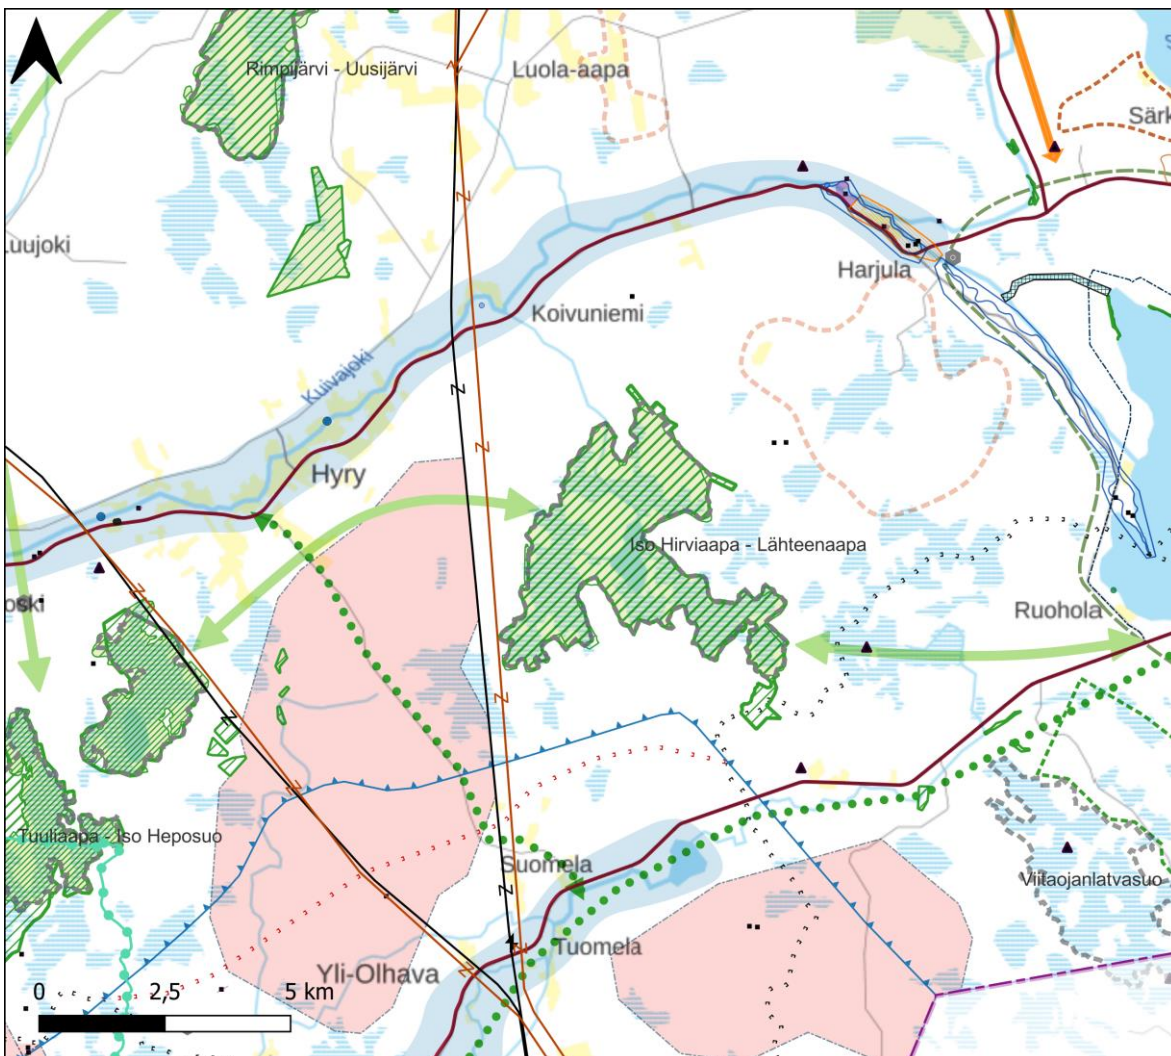 Rimpijärvi - Uusijärvi
Luola-aapa
Särk
Luujoki
Harjula
Koivuniemi
Kuivajoki
Hyry
Iso Hirviaapa - Lähteenaapa
oski
Ruohola
Tuuliaapa - Iso Heposuo
Suomela
Viitaojanlatvasuo
Tuomela
Yli-Olhava
0 2,5 5 km